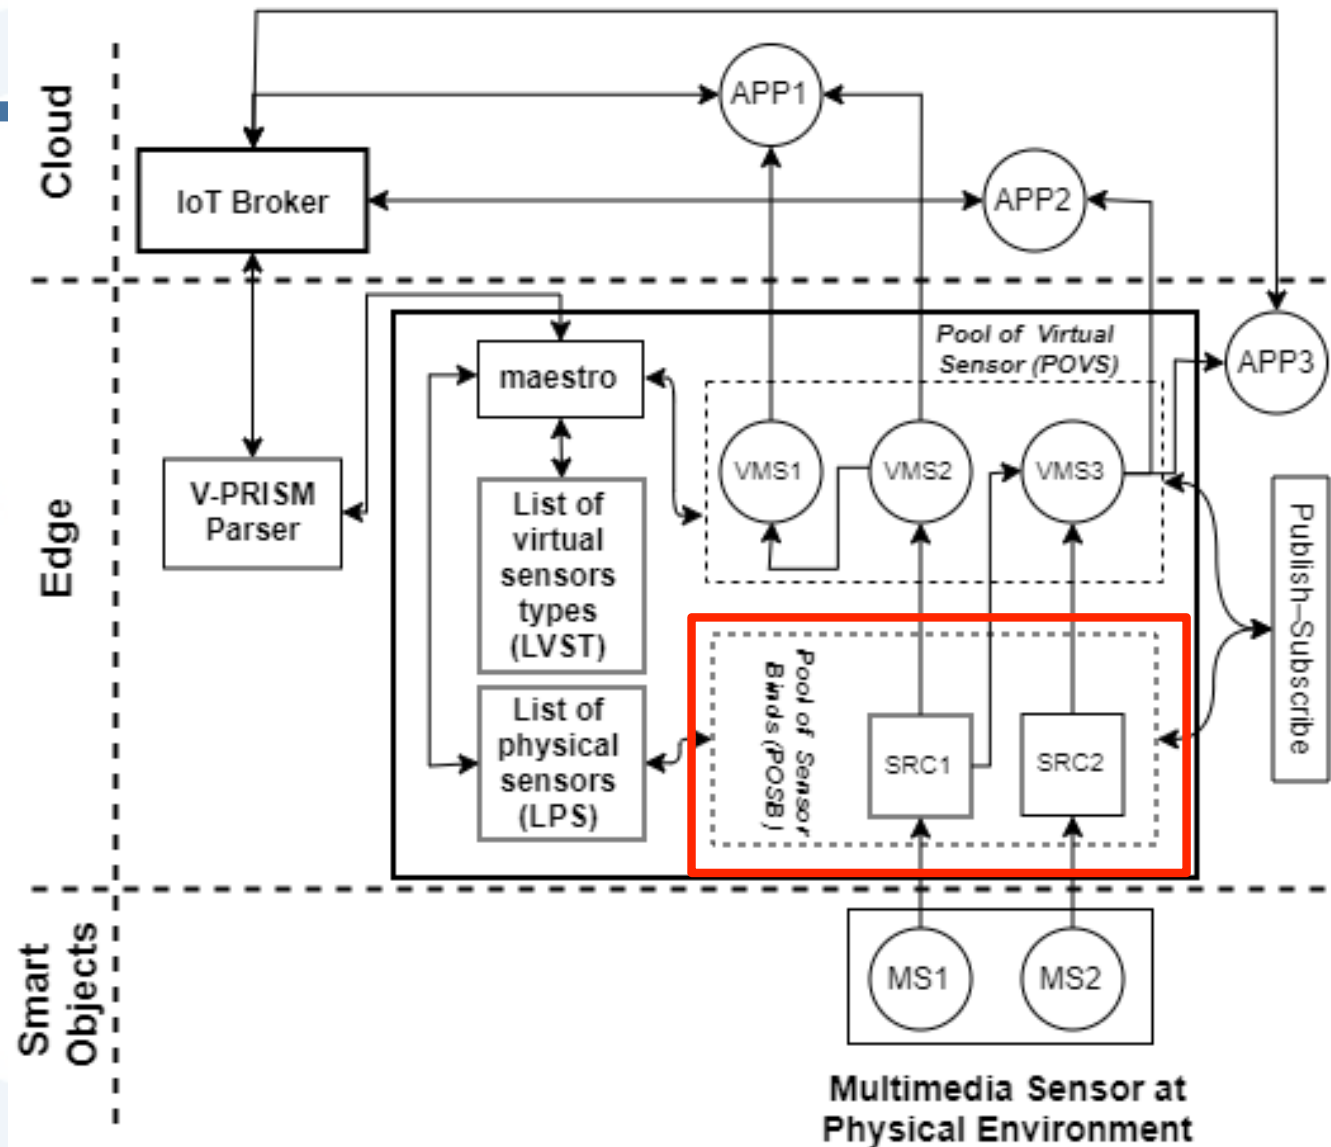 Cloud
APP1
IoT Broker
APP2
Edge
Pool of Virtual
Sensor (POVS)
maestro
APP3
V-PRISM
Parser
List of
virtual
sensors
types
(LVST)
VMS1
VMS2
VMS3
Publish–Subscribe
List of
physical
sensors
(LPS)
Pool of Sensor
Binds (POSB)
SRC1
SRC2
Smart
Objects
MS1
MS2
Multimedia Sensor at
Physical Environment